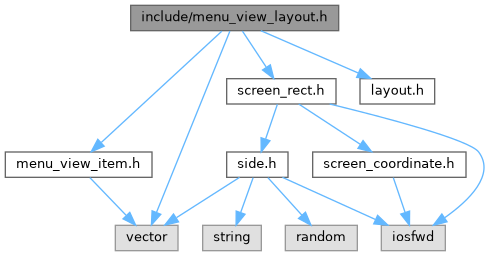 include/menu_view_layout.h
screen_rect.h
layout.h
menu_view_item.h
side.h
screen_coordinate.h
vector
string
random
iosfwd